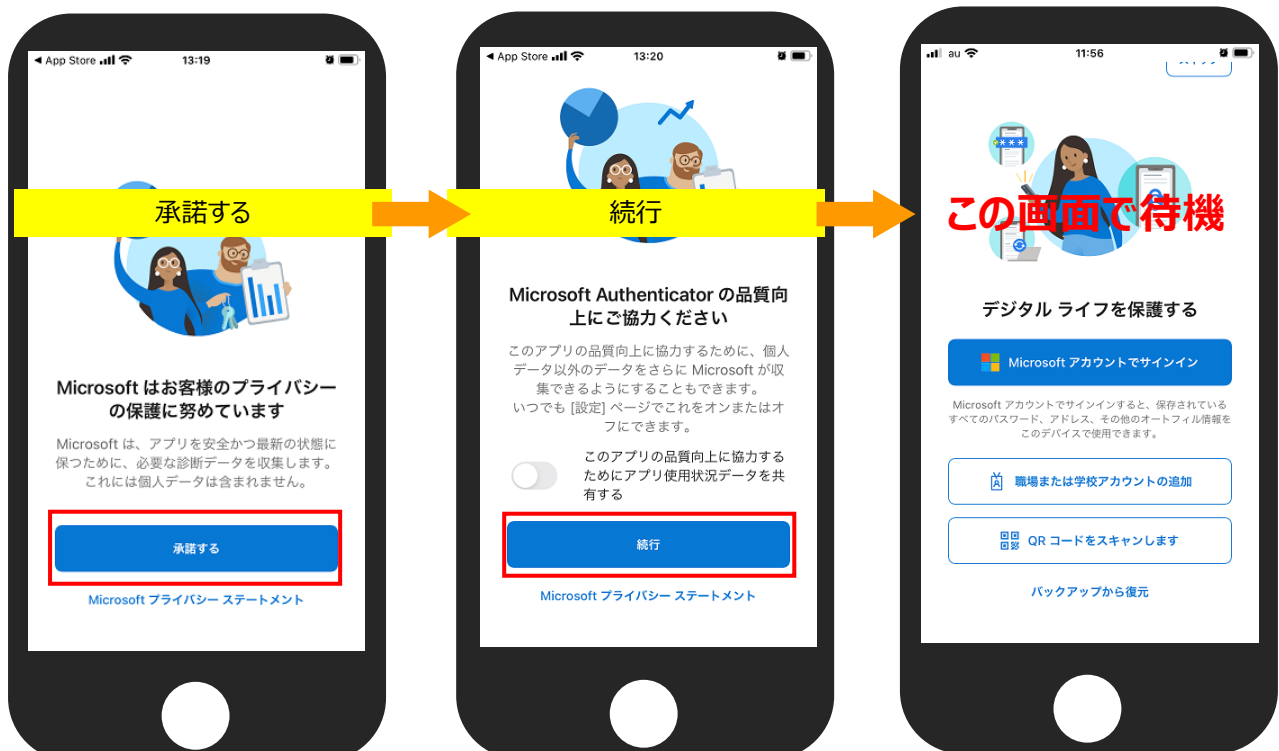 App Store
13:19
承諾する
Microsoft はお客様のプライバシー
の保護に努めています
Microsoft は、アプリを安全かつ最新の状態に
保つために、必要な診断データを収集します。
これには個人データは含まれません。
承諾する
Microsoft プライバシー ステートメント
App Store
13:20
続行
Microsoft Authenticator の品質向
上にご協力ください
このアプリの品質向上に協力するために、個人
データ以外のデータをさらに Microsoft が収
集できるようにすることもできます。
いつでも [設定] ページでこれをオンまたはオ
フにできます。
このアプリの品質向上に協力する
ためにアプリ使用状況データを共
有する
続行
Microsoft プライバシー ステートメント
au
11:56
***
この画面で待機
デジタル ライフを保護する
Microsoft アカウントでサインイン
Microsoft アカウントでサインインすると、保存されている
すべてのパスワード、アドレス、その他のオートフィル情報を
このデバイスで使用できます。
職場または学校アカウントの追加
QR コードをスキャンします
バックアップから復元